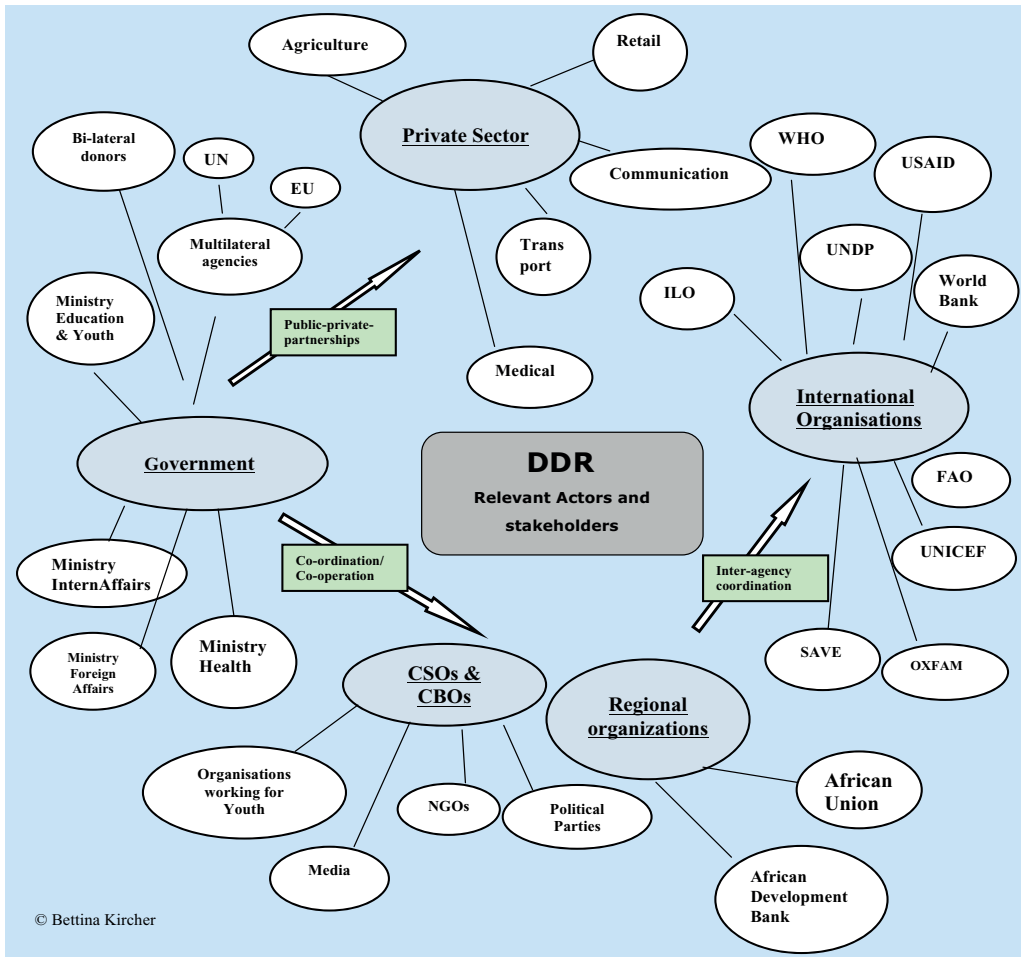 Agriculture
Retail
Private Sector
Bi-lateral
donors
UN
EU
WHO
USAID
Communication
Multilateral
agencies
Trans
port
UNDP
ILO
World
Bank
Ministry
Education
& Youth
Public-private-
partnerships
Medical
International
Organisations
Government
DDR
Relevant Actors and
stakeholders
FAO
UNICEF
Ministry
InternAffairs
Co-ordination/
Co-operation
Inter-agency
coordination
Ministry
Foreign
Affairs
Ministry
Health
SAVE
OXFAM
CSOs &
CBOs
Regional
organizations
Organisations
working for
Youth
NGOs
Political
Parties
African
Union
Media
African
Development
Bank
© Bettina Kircher